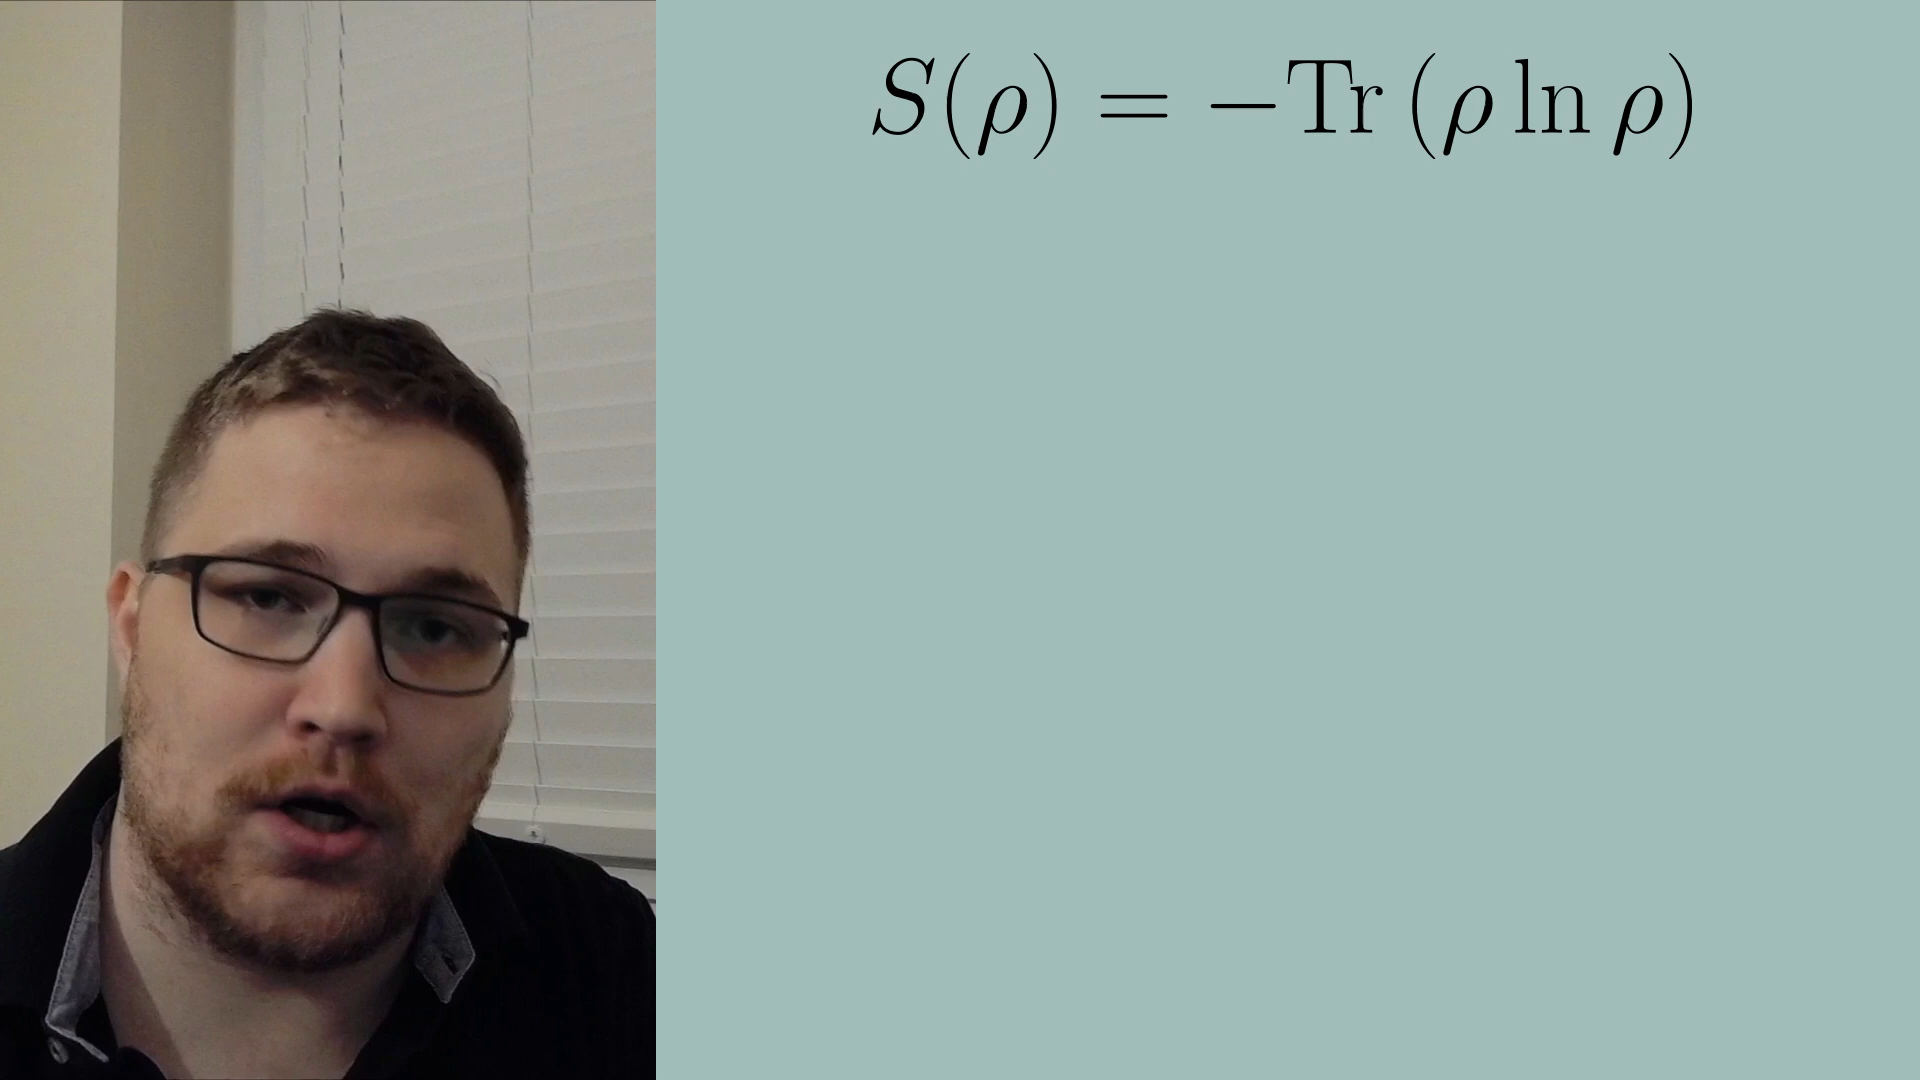 S(ρ) = −Tr (ρ ln ρ)